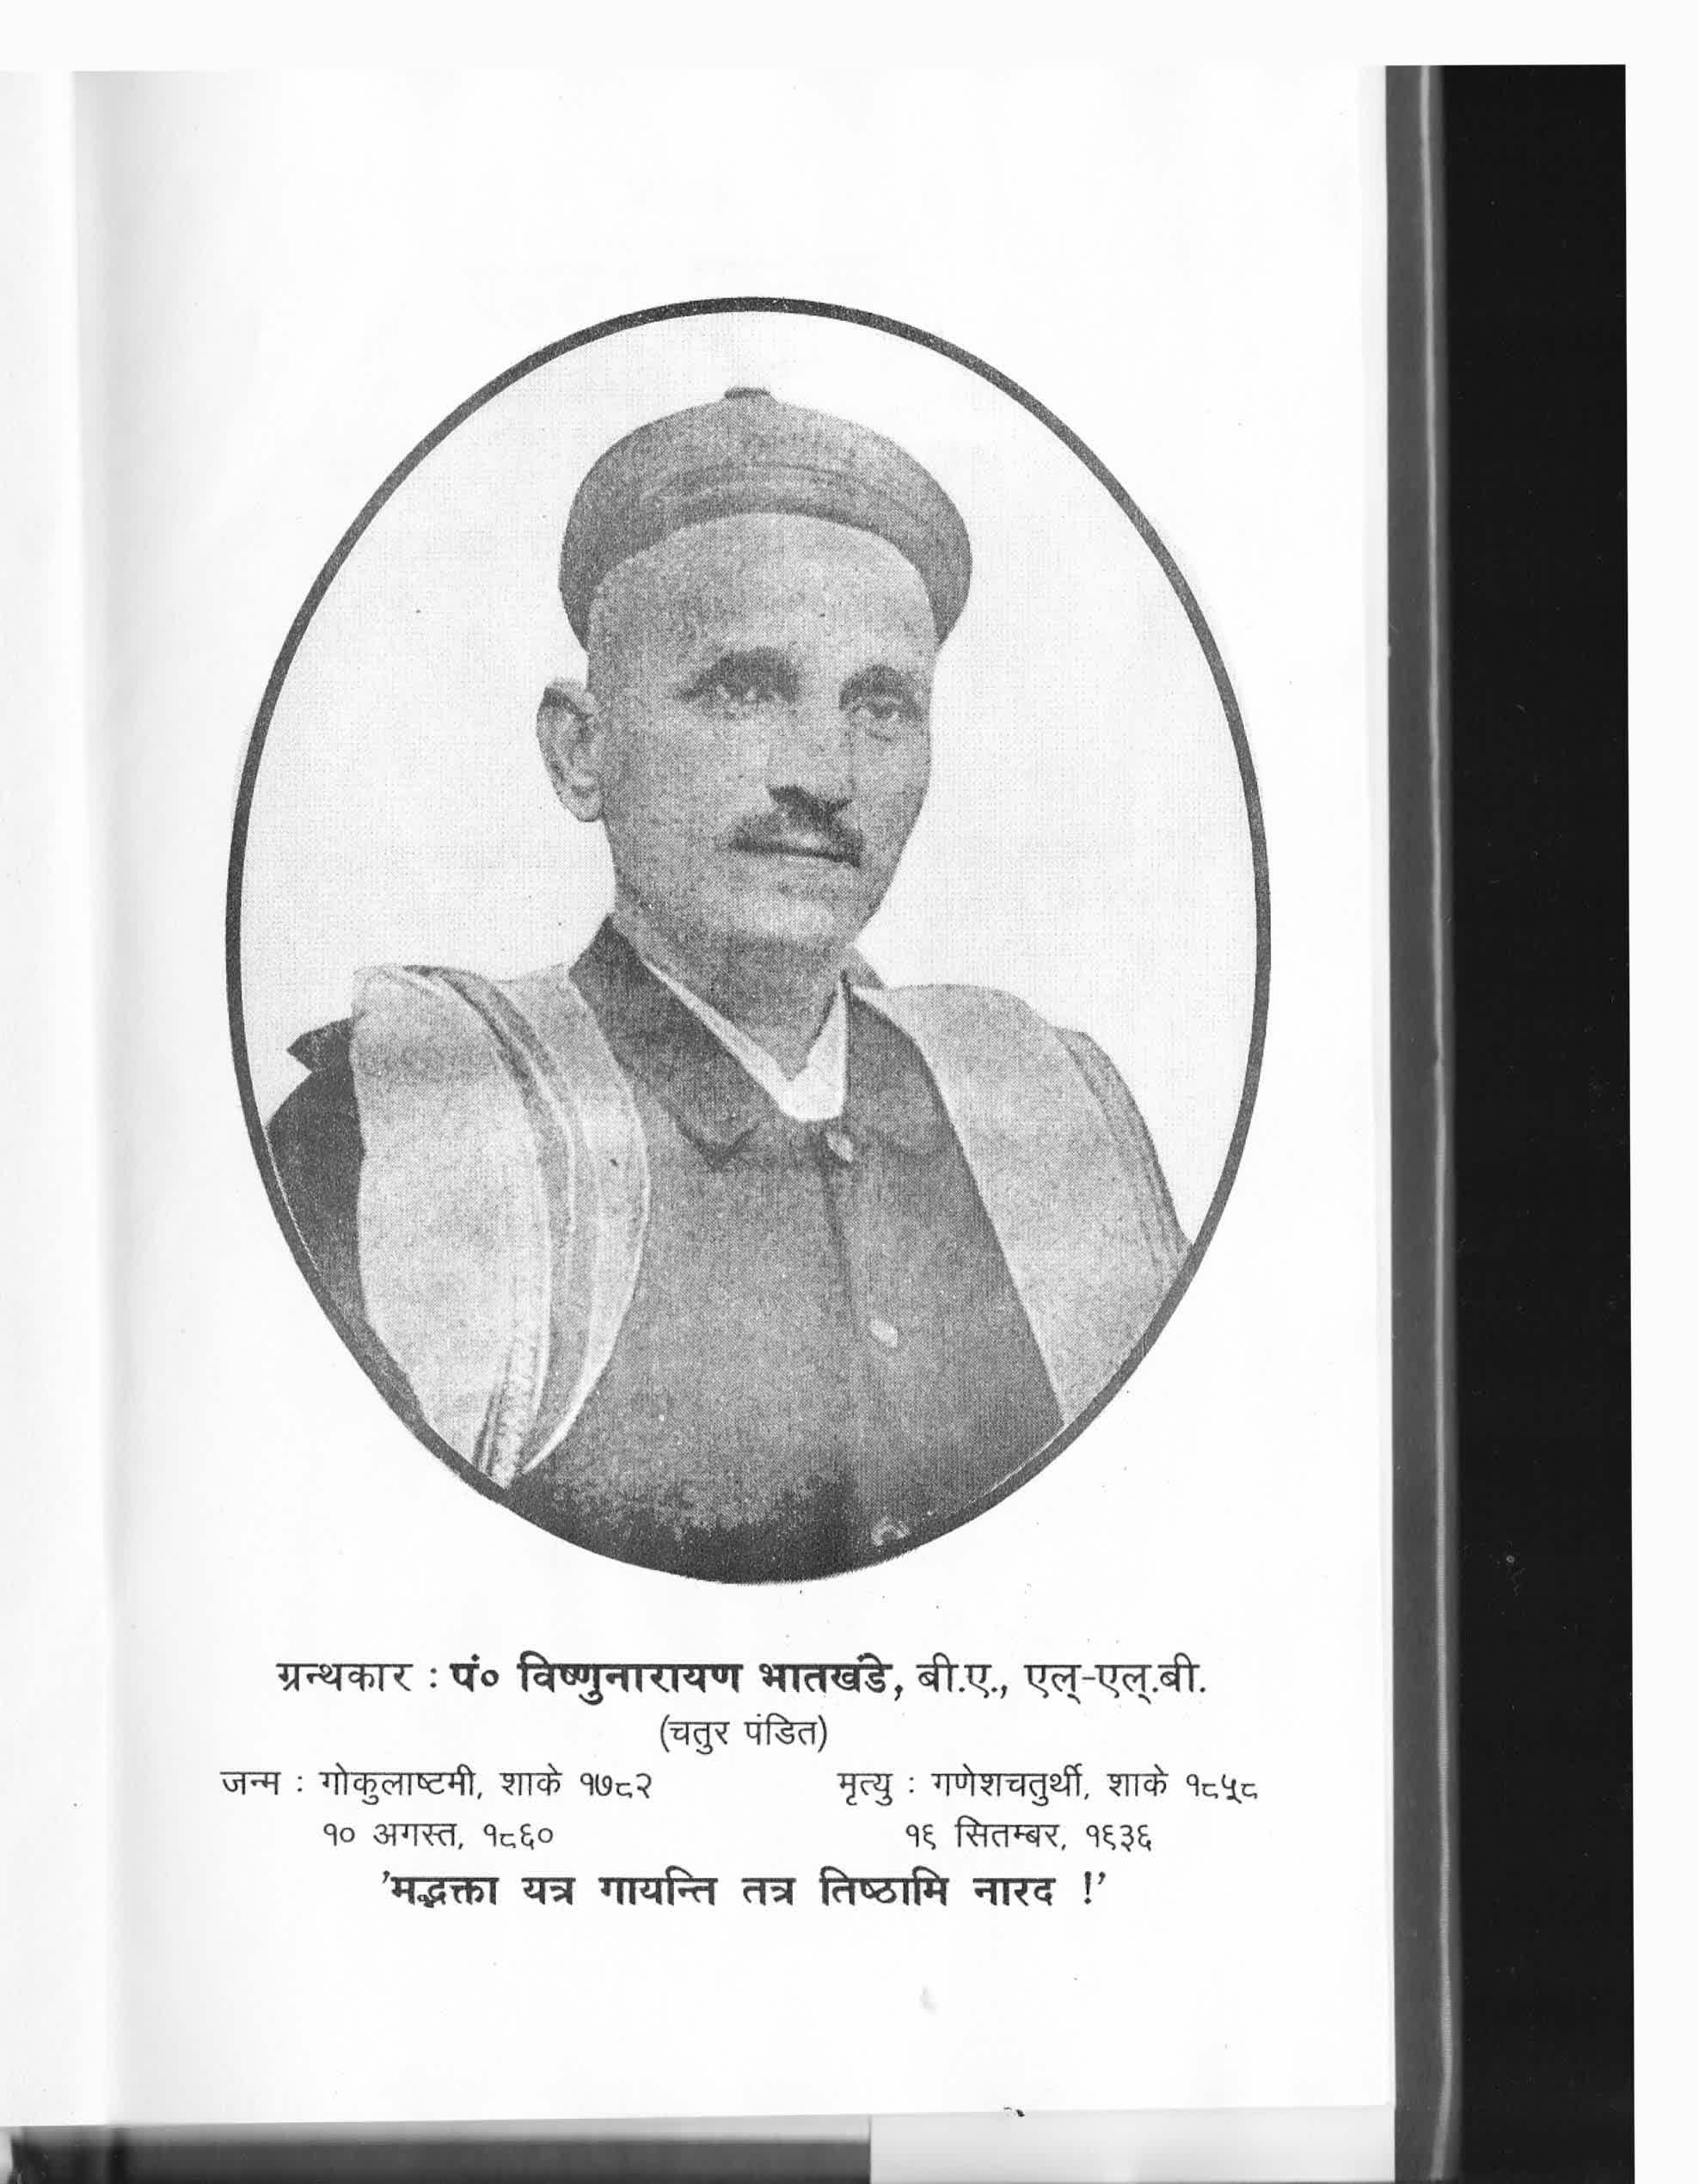 ग्रन्थकार : पं० विष्णुनारायण भातखंडे, बी.ए., एल्-एल्.बी.
(चतुर पंडित)
जन्म : गोकुलाष्टमी, शाके १७८२
१० अगस्त, १८६०
मृत्यु : गणेशचतुर्थी, शाके १८५८
१६ सितम्बर, १९३६
’मद्भक्ता यत्र गायन्ति तत्र तिष्ठामि नारद !’